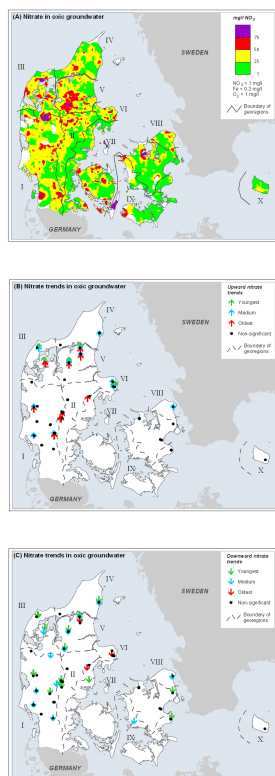 (A) Nitrate in oxic groundwater
mg/l NO3
75
50
25
1
NO3 > 1 mg/l
Fe < 0.2 mg/l
O2 > 1 mg/l
Boundary of
georegions
SWEDEN
GERMANY
I
II
III
IV
V
VI
VII
VIII
IX
X
(B) Nitrate trends in oxic groundwater
Upward nitrate
trends
Youngest
Medium
Oldest
Non-significant
Boundary of
georegions
SWEDEN
GERMANY
I
II
III
IV
V
VI
VII
VIII
IX
X
(C) Nitrate trends in oxic groundwater
Downward nitrate
trends
Youngest
Medium
Oldest
Non-significant
Boundary of
georegions
SWEDEN
GERMANY
I
II
III
IV
V
VI
VII
VIII
IX
X